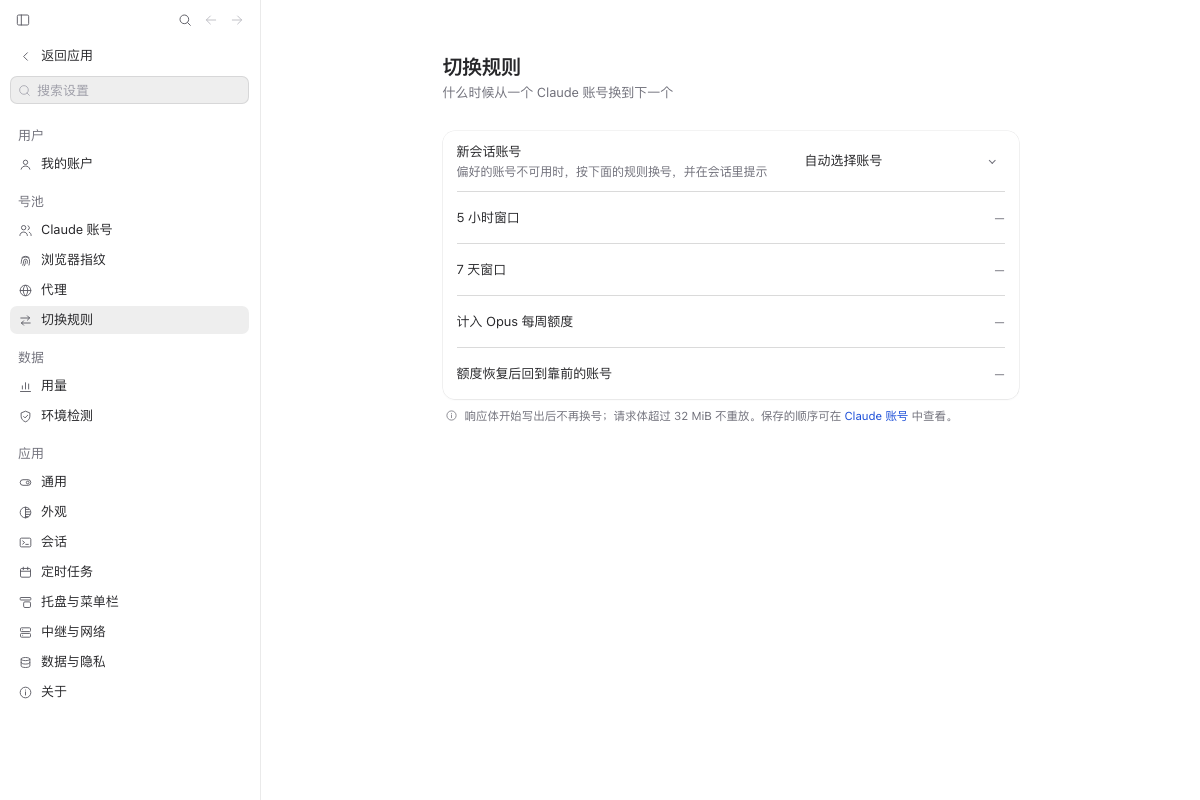 返回应用
搜索设置
用户
我的账户
号池
Claude 账号
浏览器指纹
代理
切换规则
数据
用量
环境检测
应用
通用
外观
会话
定时任务
托盘与菜单栏
中继与网络
数据与隐私
关于
切换规则
什么时候从一个 Claude 账号换到下一个
新会话账号
偏好的账号不可用时，按下面的规则换号，并在会话里提示
自动选择账号
5 小时窗口
—
7 天窗口
—
计入 Opus 每周额度
—
额度恢复后回到靠前的账号
—
响应体开始写出后不再换号；请求体超过 32 MiB 不重放。保存的顺序可在 Claude 账号 中查看。